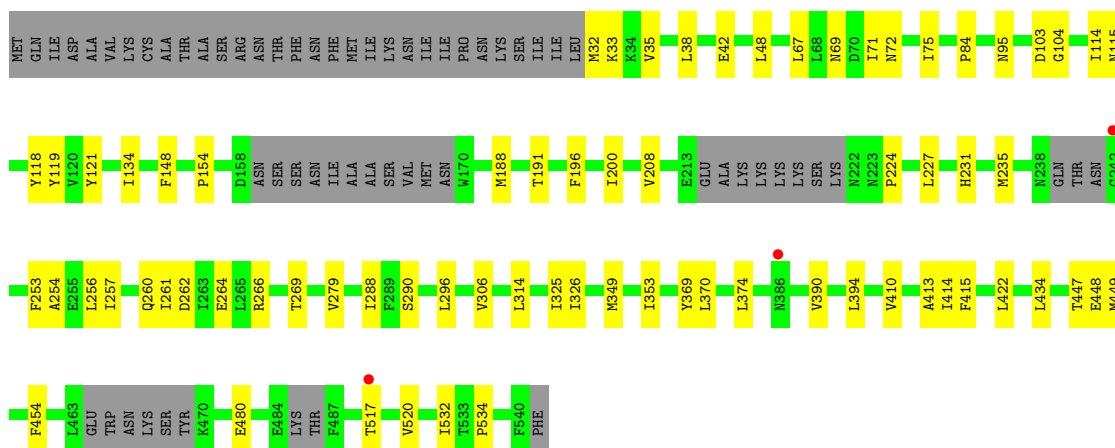 MET GLN ILE ASP ALA VAL LYS CYS ALA THR ALA SER ARG ASN THR PHE ASN PHE MET ILE LYS ASN ILE ILE PRO ASN LYS SER ILE ILE LEU M32 K33 K34 V35 L38 E42 L48 L67 L68 N69 D70 I71 N72 I75 P84 N95 D103 G104 I114 N115
Y118 Y119 V120 Y121 I134 F148 P154 D158 ASN SER SER ASN ILE ALA ALA SER VAL MET ASN W170 M188 T191 F196 I200 V208 E213 GLU ALA LYS LYS LYS LYS SER LYS N222 N223 P224 L227 H231 M235 N238 GLN THR ASN
F253 A254 E255 L256 I257 Q260 I261 D262 I263 E264 L265 R266 T269 V279 I288 F289 S290 L296 V306 L314 I325 I326 M349 I353 Y369 L370 L374 N386 V390 L394 V410 A413 I414 F415 L422 L434 T447 E448 M449
F454 L463 GLU TRP ASN LYS SER TYR K470 E480 E484 LYS THR F487 T517 V520 I532 T533 P534 F540 PHE